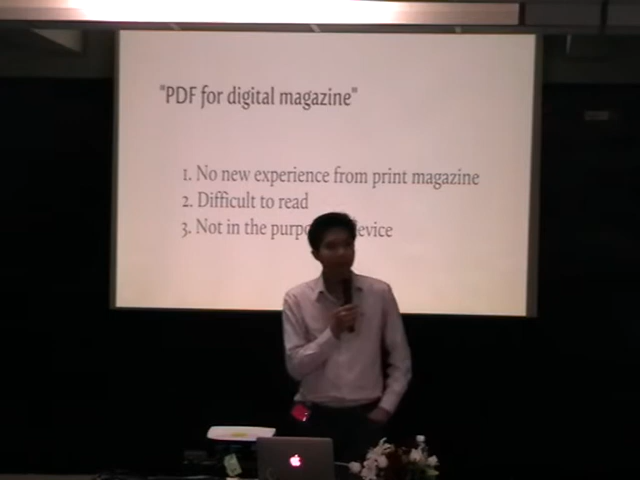 "PDF for digital magazine"
1. No new experience from print magazine
2. Difficult to read
3. Not in the purpo device